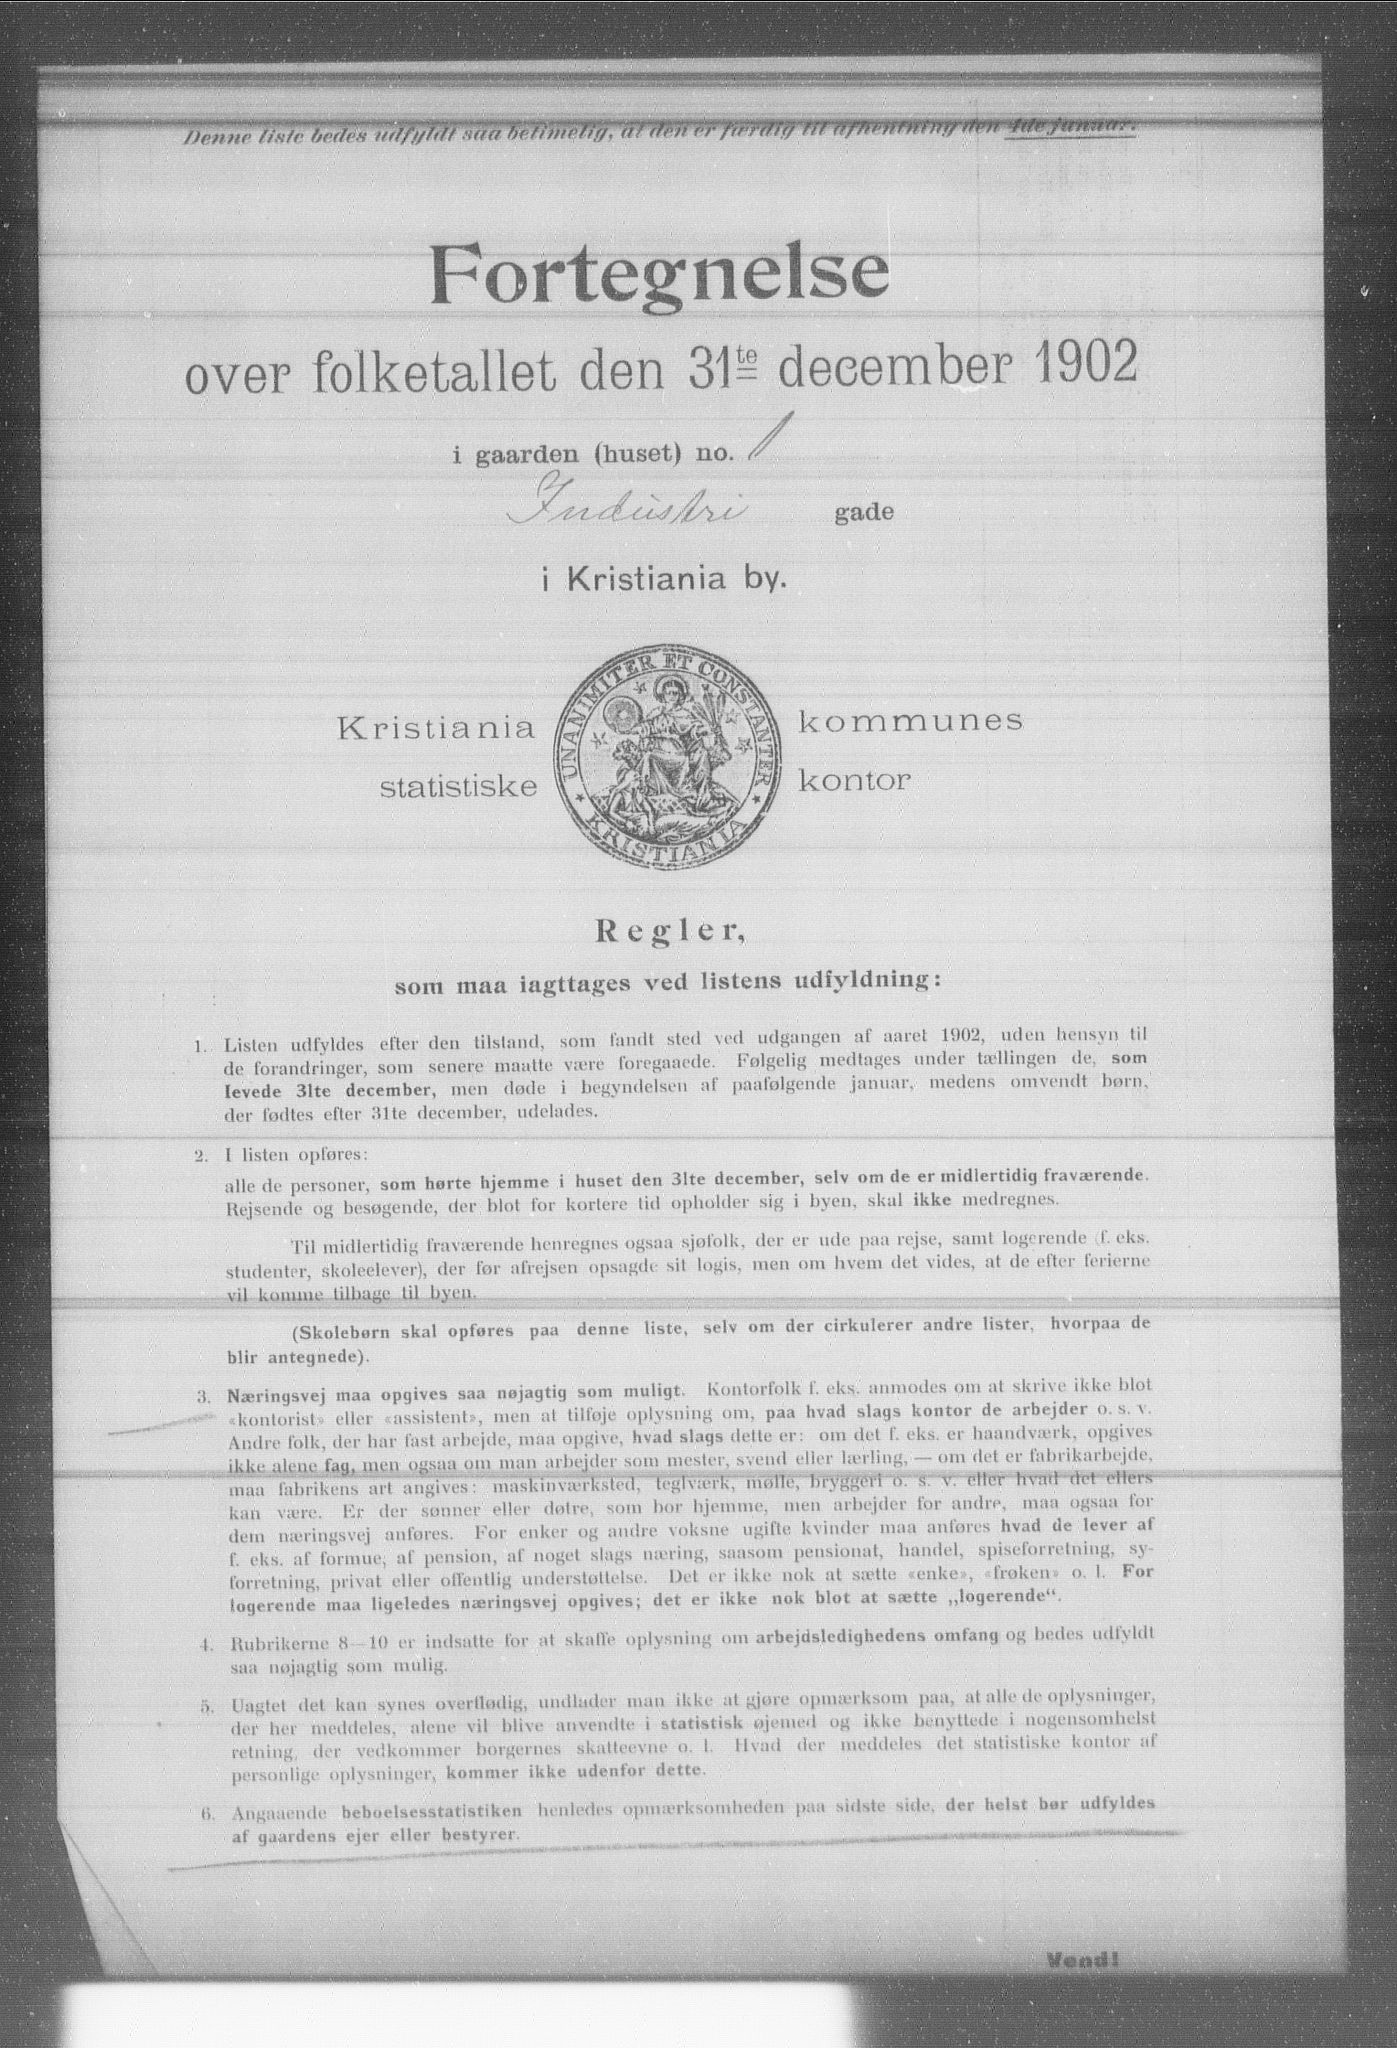 Denne liste bedes udfyldt saa betimelig, at den er færdig til afhentning den 4de januar.
Fortegnelse
over folketallet den 31te december 1902
i gaarden (huset) no. 1
Industri gade
i Kristiania by.
UNANIMITER ET CONSTANTER
KRISTIANIA
Kristiania kommunes
statistiske kontor
Regler,
som maa iagttages ved listens udfyldning:
1. Listen udfyldes efter den tilstand, som fandt sted ved udgangen af aaret 1902, uden hensyn til
de forandringer, som senere maatte være foregaaede. Følgelig medtages under tællingen de, som
levede 31te december, men døde i begyndelsen af paafølgende januar, medens omvendt børn,
der fødtes efter 31te december, udelades.
2. I listen opføres:
alle de personer, som hørte hjemme i huset den 31te december, selv om de er midlertidig fraværende.
Rejsende og besøgende, der blot for kortere tid opholder sig i byen, skal ikke medregnes.
Til midlertidig fraværende henregnes ogsaa sjøfolk, der er ude paa rejse, samt logerende (f. eks.
studenter, skoleelever), der før afrejsen opsagde sit logis, men om hvem det vides, at de efter ferierne
vil komme tilbage til byen.
(Skolebørn skal opføres paa denne liste, selv om der cirkulerer andre lister, hvorpaa de
blir antegnede).
3. Næringsvej maa opgives saa nøjagtig som muligt. Kontorfolk f. eks. anmodes om at skrive ikke blot
«kontorist» eller «assistent», men at tilføje oplysning om, paa hvad slags kontor de arbejder o. s. v.
Andre folk, der har fast arbejde, maa opgive, hvad slags dette er: om det f. eks. er haandværk, opgives
ikke alene fag, men ogsaa om man arbejder som mester, svend eller lærling, — om det er fabrikarbejde,
maa fabrikens art angives: maskinværksted, teglværk, mølle, bryggeri o. s. v. eller hvad det ellers
kan være. Er der sønner eller døtre, som bor hjemme, men arbejder for andre, maa ogsaa for
dem næringsvej anføres. For enker og andre voksne ugifte kvinder maa anføres hvad de lever af
f. eks. af formue, af pension, af noget slags næring, saasom pensionat, handel, spiseforretning, sy-
forretning, privat eller offentlig understøttelse. Det er ikke nok at sætte «enke», «frøken» o. l. For
logerende maa ligeledes næringsvej opgives; det er ikke nok blot at sætte „logerende“.
4. Rubrikerne 8—10 er indsatte for at skaffe oplysning om arbejdsledighedens omfang og bedes udfyldt
saa nøjagtig som mulig.
5. Uagtet det kan synes overflødig, undlader man ikke at gjøre opmærksom paa, at alle de oplysninger,
der her meddeles, alene vil blive anvendte i statistisk øjemed og ikke benyttede i nogensomhelst
retning, der vedkommer borgernes skatteevne o. l. Hvad der meddeles det statistiske kontor af
personlige oplysninger, kommer ikke udenfor dette.
6. Angaaende beboelsesstatistiken henledes opmærksomheden paa sidste side, der helst bør udfyldes
af gaardens ejer eller bestyrer.
Vend!